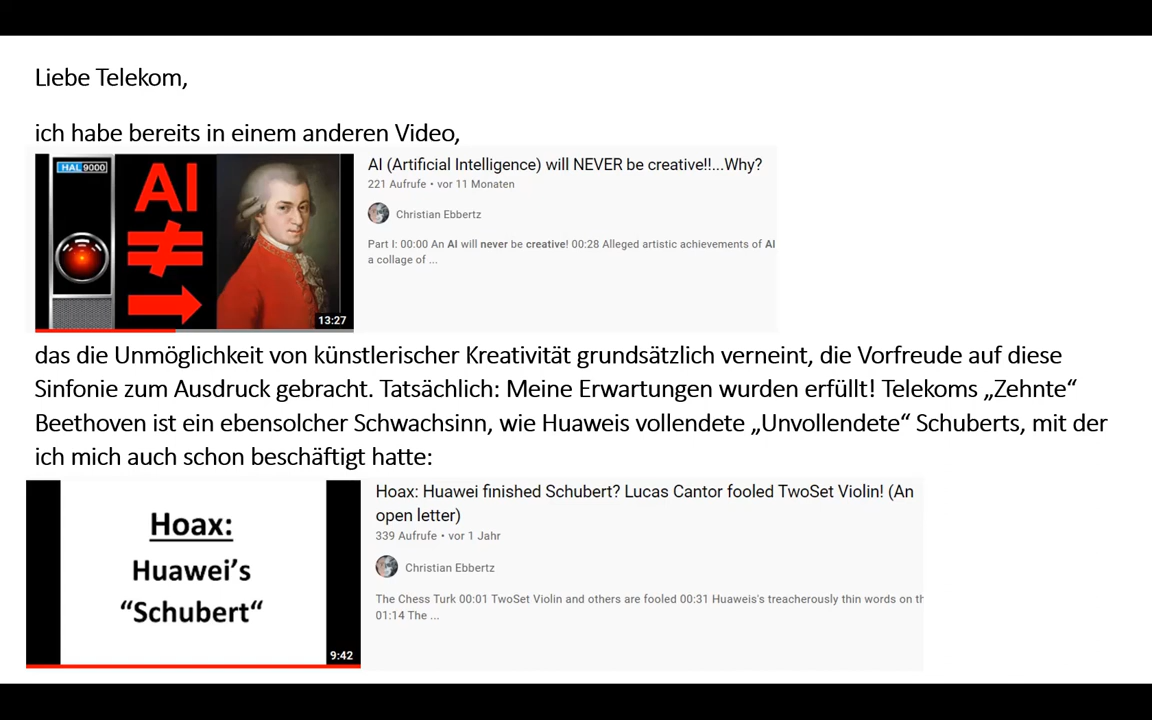 Liebe Telekom,
ich habe bereits in einem anderen Video,
HAL 9000
AI
13:27
AI (Artificial Intelligence) will NEVER be creative!!...Why?
221 Aufrufe • vor 11 Monaten
Christian Ebbertz
Part I: 00:00 An AI will never be creative! 00:28 Alleged artistic achievements of AI
a collage of ...
das die Unmöglichkeit von künstlerischer Kreativität grundsätzlich verneint, die Vorfreude auf diese
Sinfonie zum Ausdruck gebracht. Tatsächlich: Meine Erwartungen wurden erfüllt! Telekoms „Zehnte“
Beethoven ist ein ebensolcher Schwachsinn, wie Huaweis vollendete „Unvollendete“ Schuberts, mit der
ich mich auch schon beschäftigt hatte:
Hoax:
Huawei’s
“Schubert“
9:42
Hoax: Huawei finished Schubert? Lucas Cantor fooled TwoSet Violin! (An
open letter)
339 Aufrufe • vor 1 Jahr
Christian Ebbertz
The Chess Turk 00:01 TwoSet Violin and others are fooled 00:31 Huaweis's treacherously thin words on
01:14 The ...